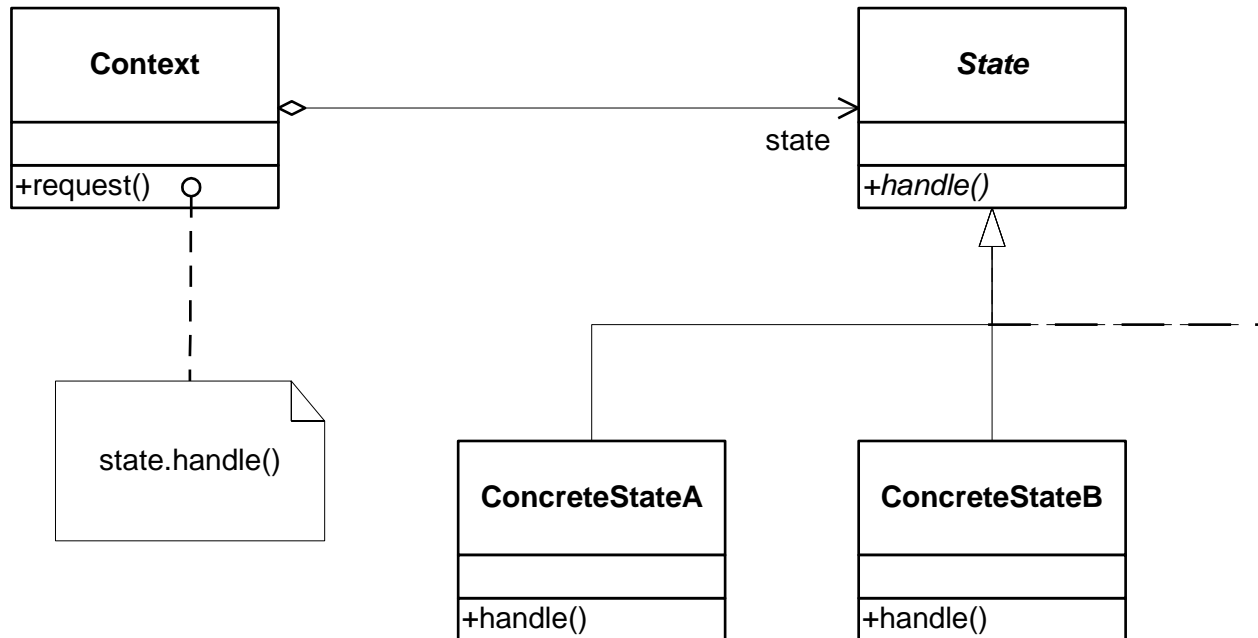 Context
State
state
+request()
+handle()
state.handle()
ConcreteStateA
ConcreteStateB
+handle()
+handle()